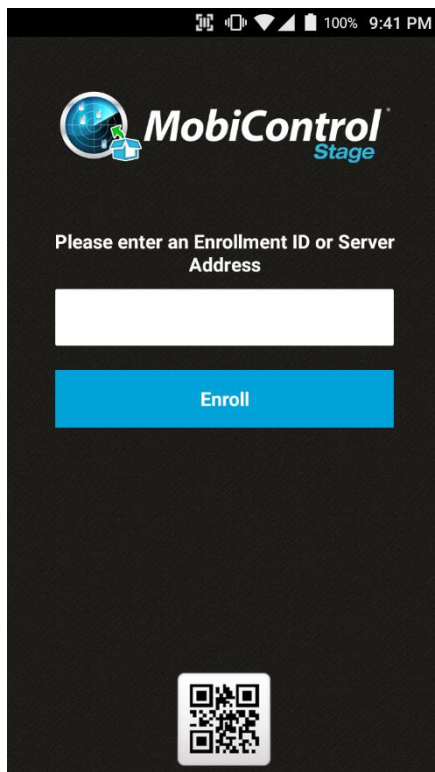 100% 9:41 PM
MobiControl
Stage
Please enter an Enrollment ID or Server
Address
Enroll